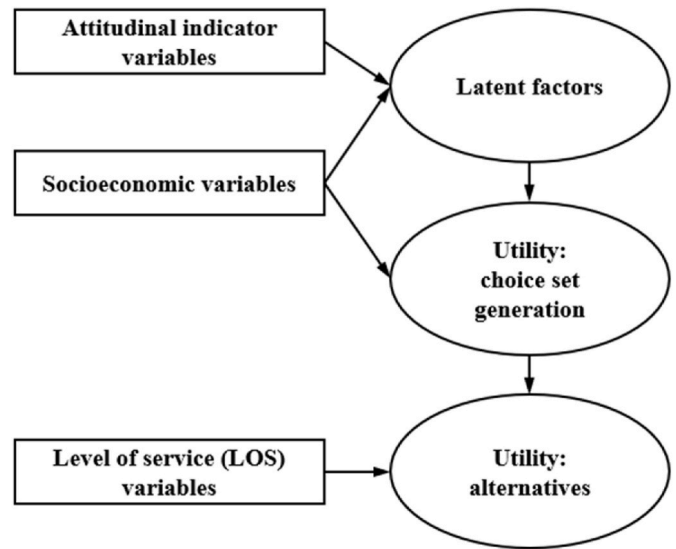 Attitudinal indicator
variables
Latent factors
Socioeconomic variables
Utility:
choice set
generation
Level of service (LOS)
variables
Utility:
alternatives